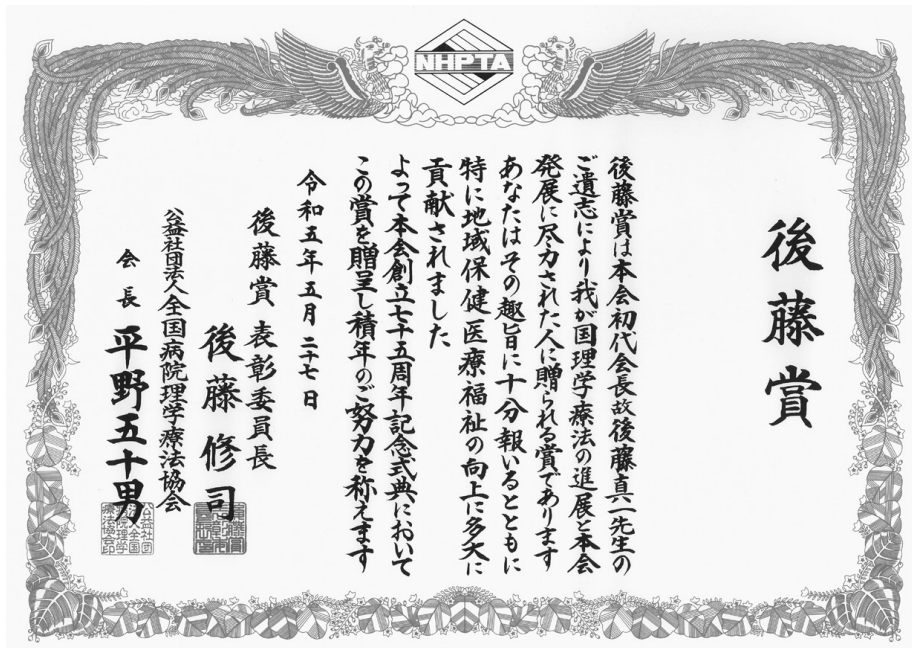 NHPTA
後藤賞
後藤賞は本会初代会長故後藤真一先生の
ご遺志により我が国理学療法の進展と本会
発展に尽力された人に贈られる賞であります
あなたはその趣旨に十分報いるとともに
特に地域保健医療福祉の向上に多大に
貢献されました
よって本会創立七十五周年記念式典において
この賞を贈呈し積年のご努力を称えます
令和五年五月二十七日
後藤賞 表彰委員長
後藤修司
公益社団法人全国病院理学療法協会
会長 平野五十男